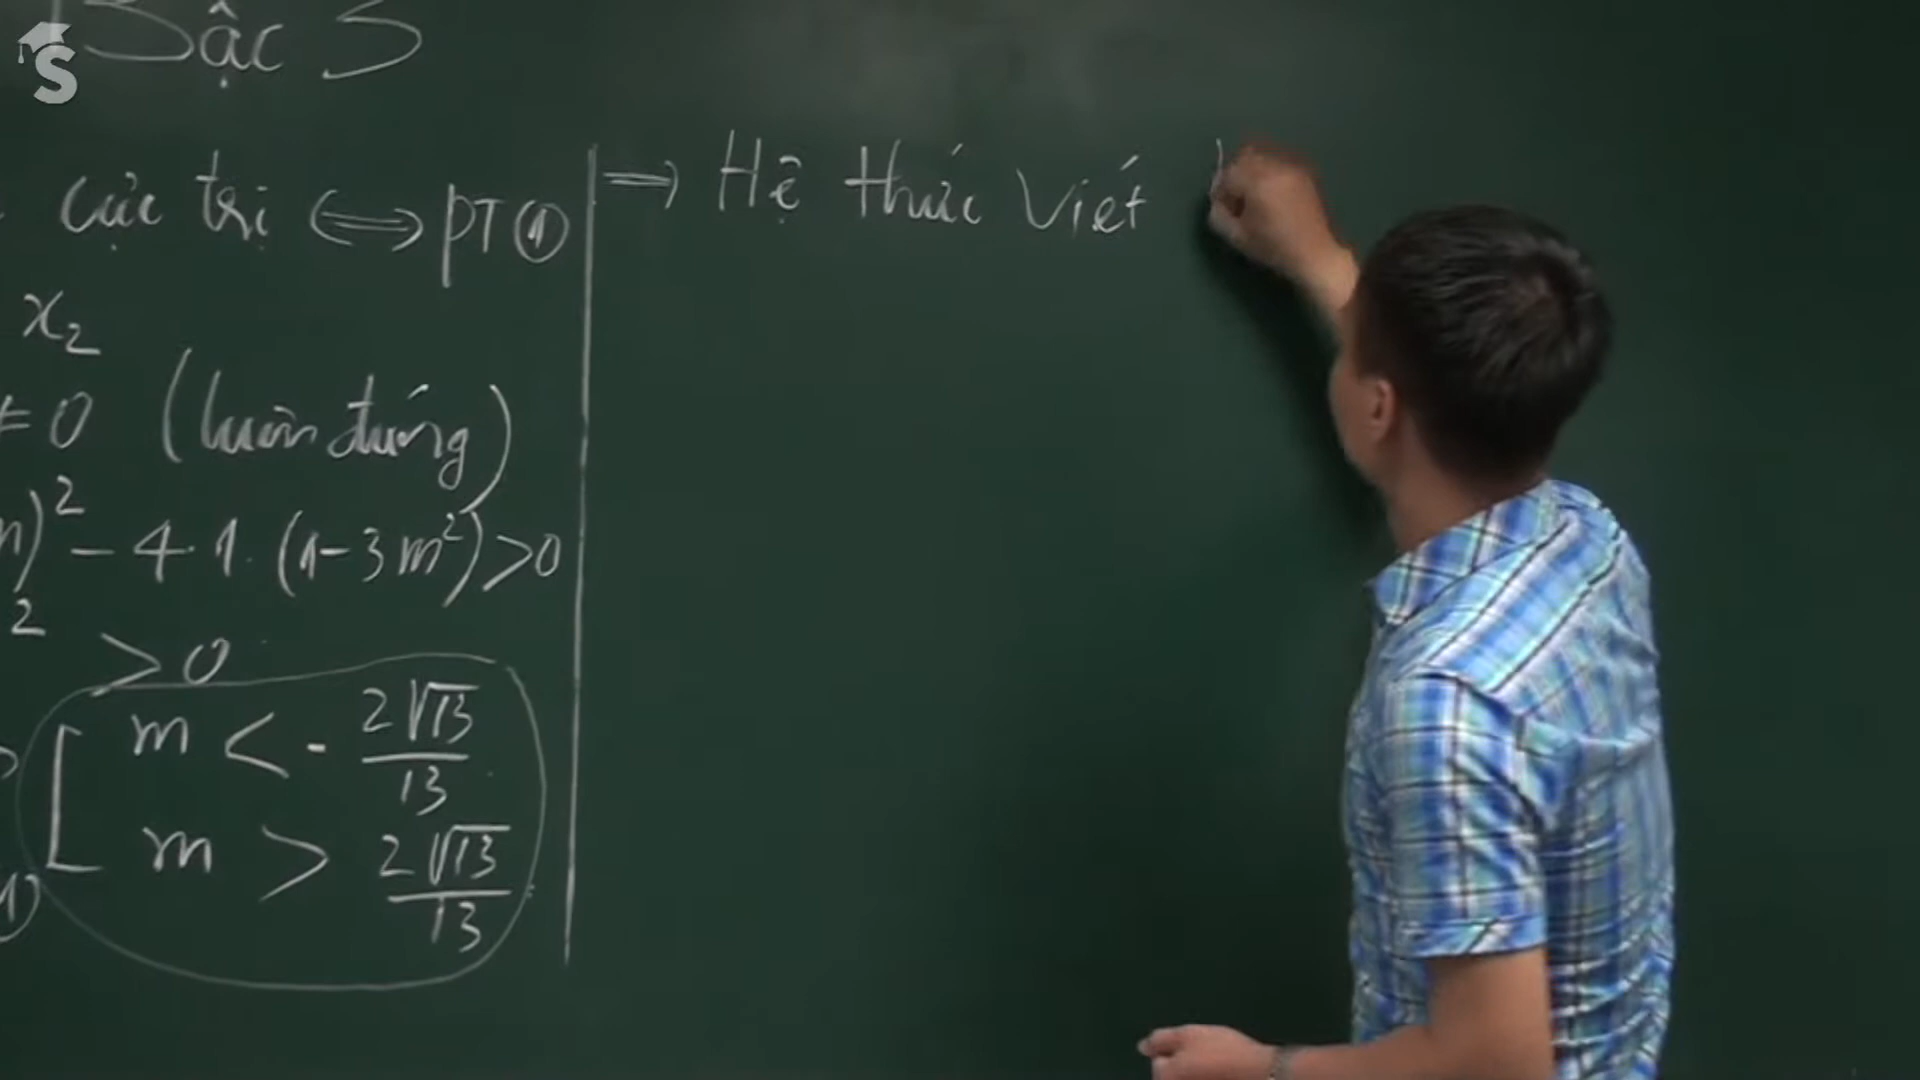 Bậc 3
cực trị <=> PT ①
x₂
≠ 0 (luôn đúng)
m)² - 4.1.(1-3m²) > 0
2
> 0
[ m < - 2√13/13
m > 2√13/13
=> Hệ thức Viét
S